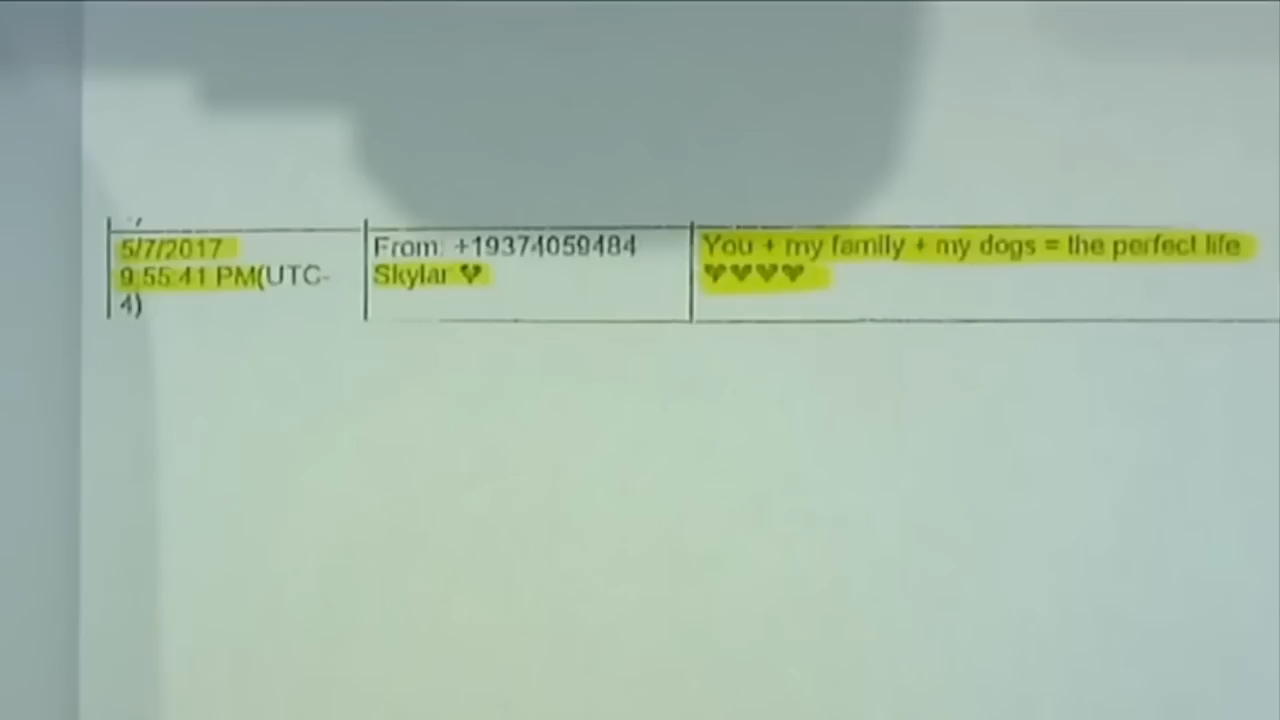 5/7/2017
9:55:41 PM(UTC-
4)
From: +19374059484
Skylar 💔
You + my family + my dogs = the perfect life
💔💔💔💔